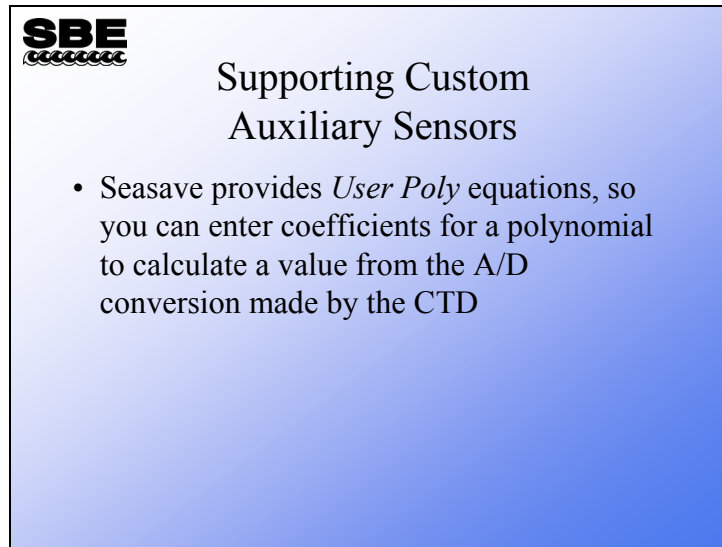 SBE
Supporting Custom
Auxiliary Sensors
• Seasave provides User Poly equations, so
you can enter coefficients for a polynomial
to calculate a value from the A/D
conversion made by the CTD